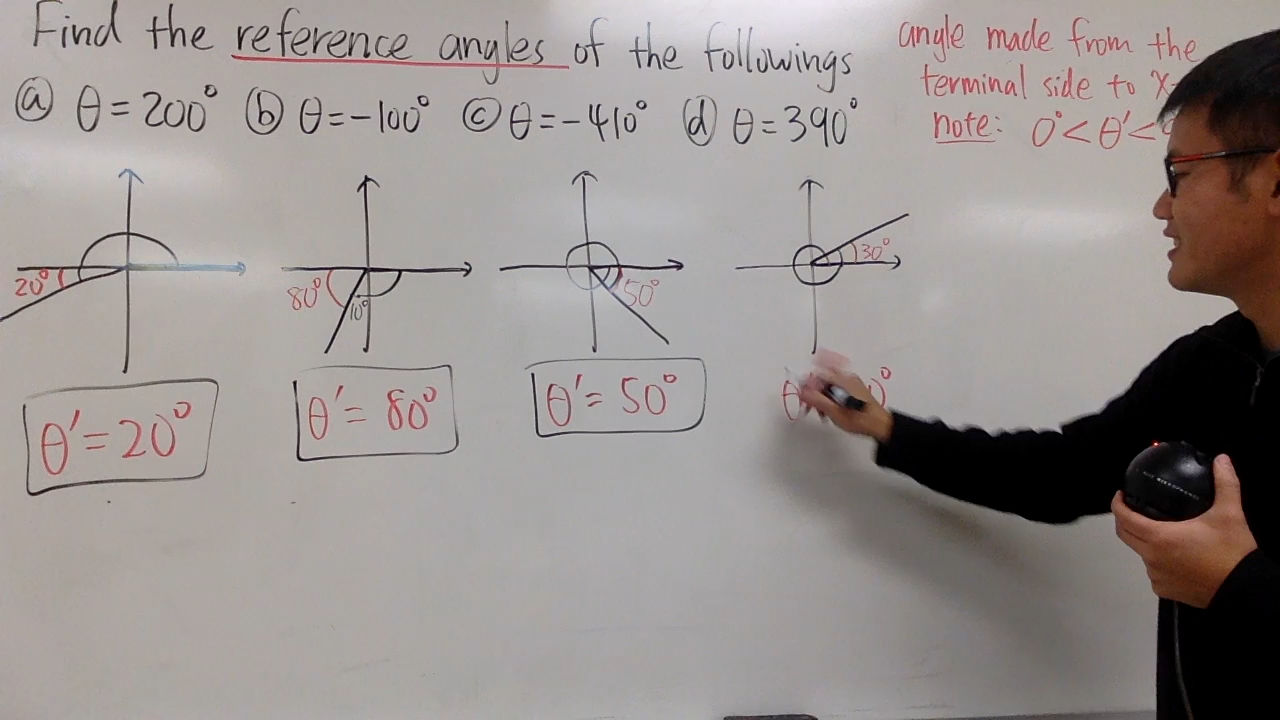 Find the reference angles of the followings
ⓐ θ = 200° ⓑ θ = -100° ⓒ θ = -410° ⓓ θ = 390°
angle made from the
terminal side to x-
note: 0° < θ' <
20°
80°
10°
50°
30°
θ' = 20°
θ' = 80°
θ' = 50°
θ